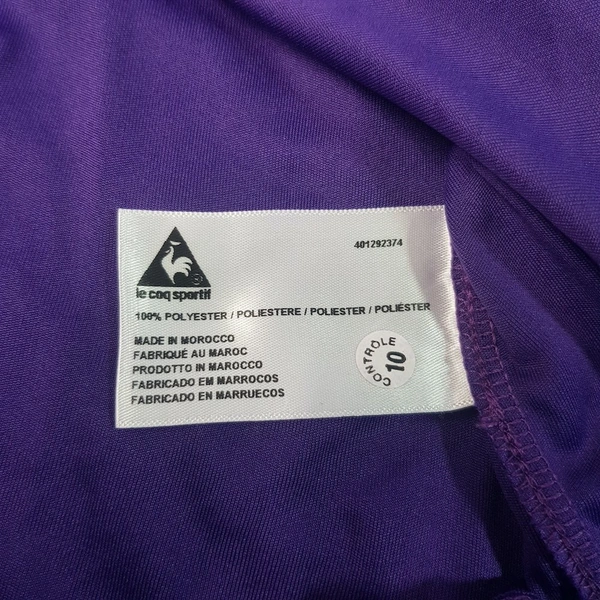 401292374
le coq sportif
100% POLYESTER / POLIESTERE / POLIESTER / POLIÉSTER
MADE IN MOROCCO
FABRIQUÉ AU MAROC
PRODOTTO IN MAROCCO
FABRICADO EM MARROCOS
FABRICADO EN MARRUECOS
CONTRÔLE
10